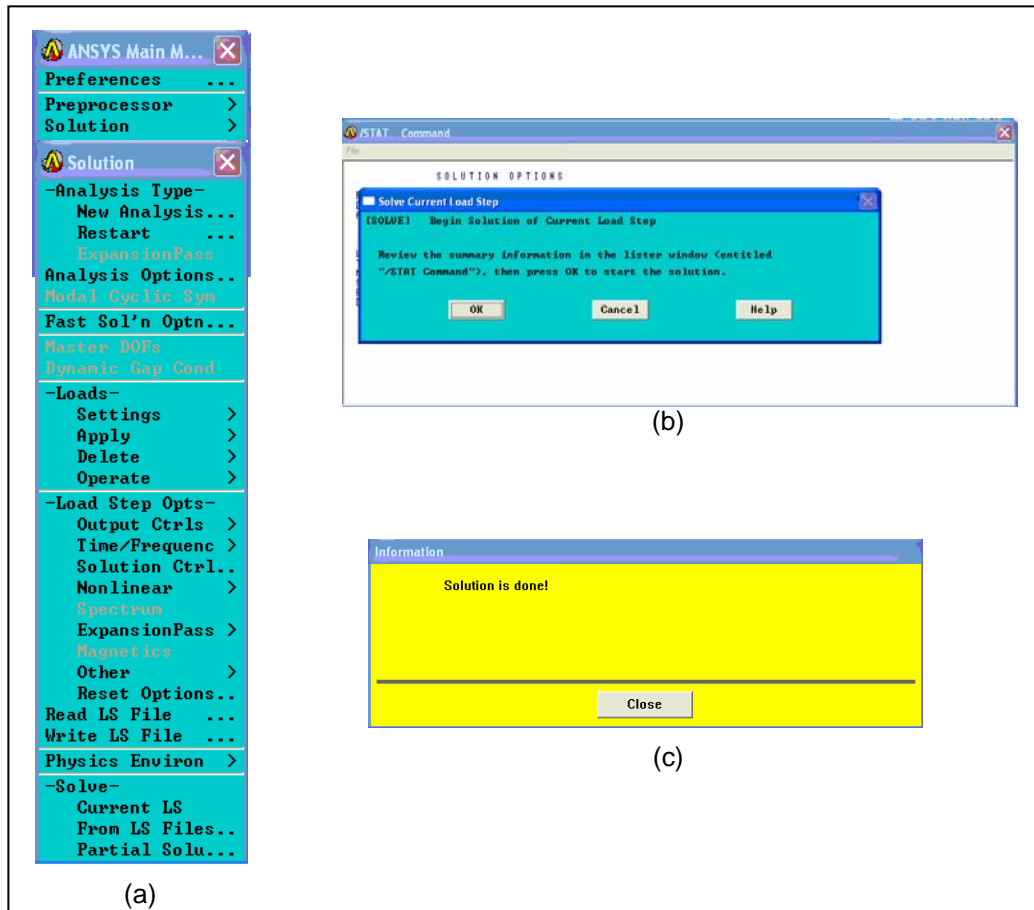 ANSYS Main M...
Preferences ...
Preprocessor >
Solution >
Solution
-Analysis Type-
New Analysis...
Restart ...
ExpansionPass
Analysis Options..
Modal Cyclic Sym
Fast Sol'n Optn...
Master DOFs
Dynamic Gap Cond
-Loads-
Settings >
Apply >
Delete >
Operate >
-Load Step Opts-
Output Ctrls >
Time/Frequenc >
Solution Ctrl..
Nonlinear >
Spectrum
ExpansionPass >
Magnetics
Other >
Reset Options..
Read LS File ...
Write LS File ...
Physics Environ >
-Solve-
Current LS
From LS Files..
Partial Solu...
(a)
/STAT Command
File
SOLUTION OPTIONS
Solve Current Load Step
[SOLVE] Begin Solution of Current Load Step
Review the summary information in the lister window (entitled
"/STAT Command"), then press OK to start the solution.
OK Cancel Help
(b)
Information
Solution is done!
Close
(c)